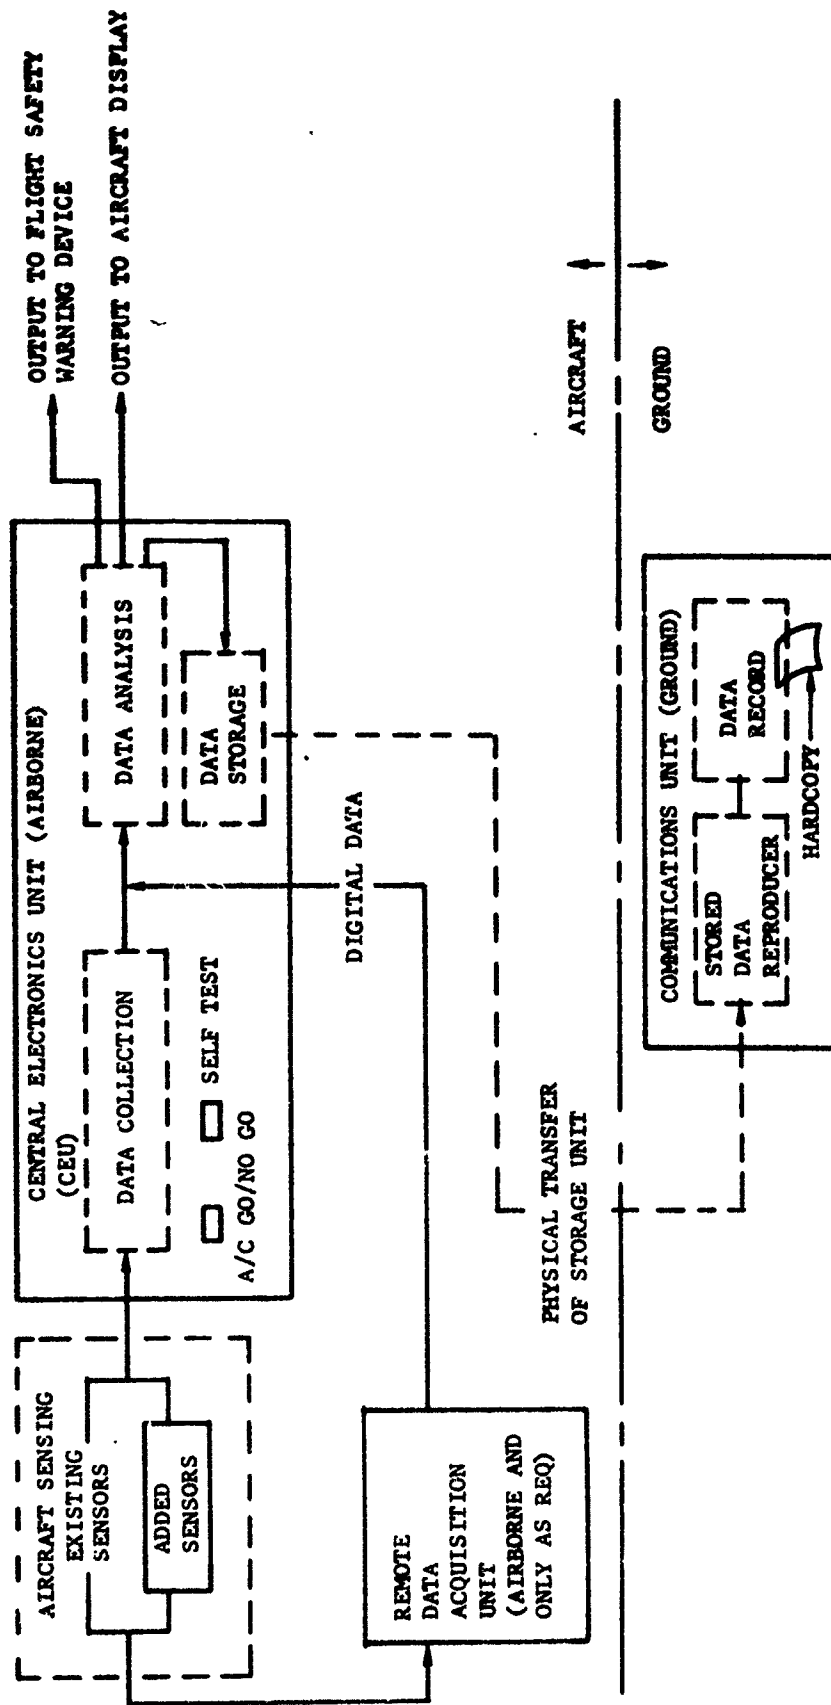 OUTPUT TO FLIGHT SAFETY
WARNING DEVICE
OUTPUT TO AIRCRAFT DISPLAY
AIRCRAFT SENSING
EXISTING
SENSORS
ADDED
SENSORS
CENTRAL ELECTRONICS UNIT (AIRBORNE)
(CEU)
DATA COLLECTION
DATA ANALYSIS
DATA
STORAGE
SELF TEST
A/C GO/NO GO
DIGITAL DATA
REMOTE
DATA
ACQUISITION
UNIT
(AIRBORNE AND
ONLY AS REQ)
PHYSICAL TRANSFER
OF STORAGE UNIT
AIRCRAFT
GROUND
COMMUNICATIONS UNIT (GROUND)
STORED
DATA
REPRODUCER
DATA
RECORD
HARDCOPY